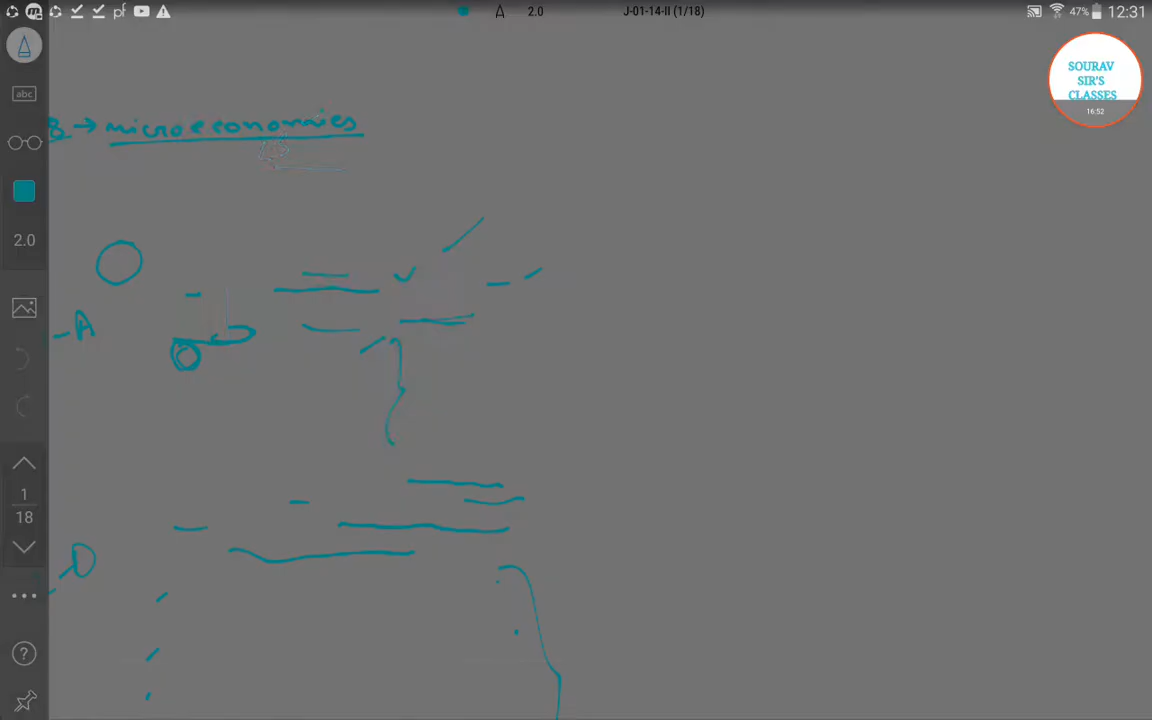 2.0 J-01-14-II (1/18) 47% 12:31
SOURAV
SIR'S
CLASSES
16:52
abc
B → microeconomics
2.0
A
1
18
D
?